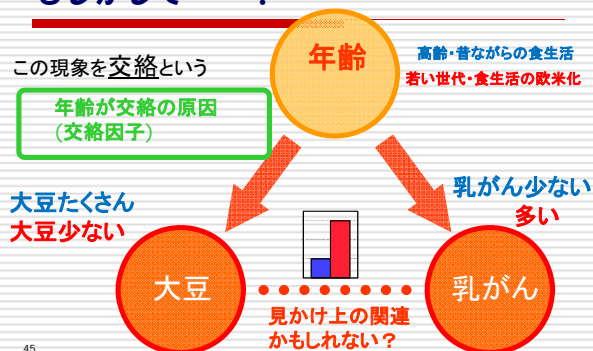 この現象を交絡という
年齢が交絡の原因
(交絡因子)
年齢
高齢・昔ながらの食生活
若い世代・食生活の欧米化
大豆たくさん
大豆少ない
乳がん少ない
多い
大豆
乳がん
見かけ上の関連
かもしれない？
45